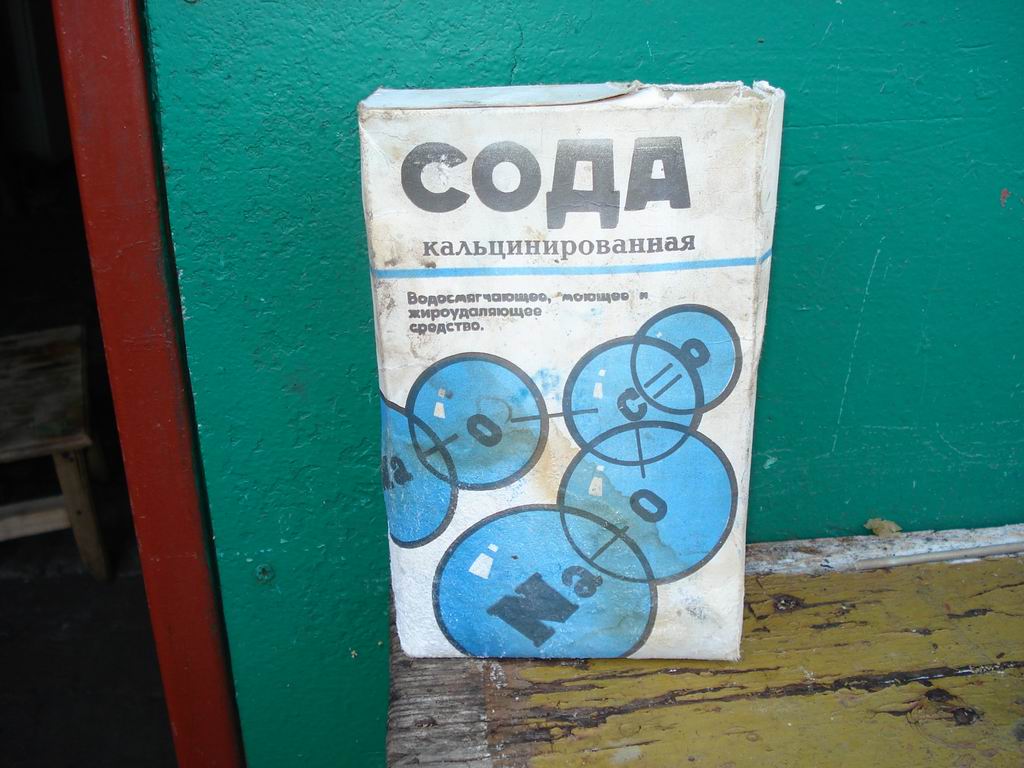 СОДА
кальцинированная
Водосмягчающее, моющее и
жироудаляющее
средство.
O
C
O
Na
O
Na